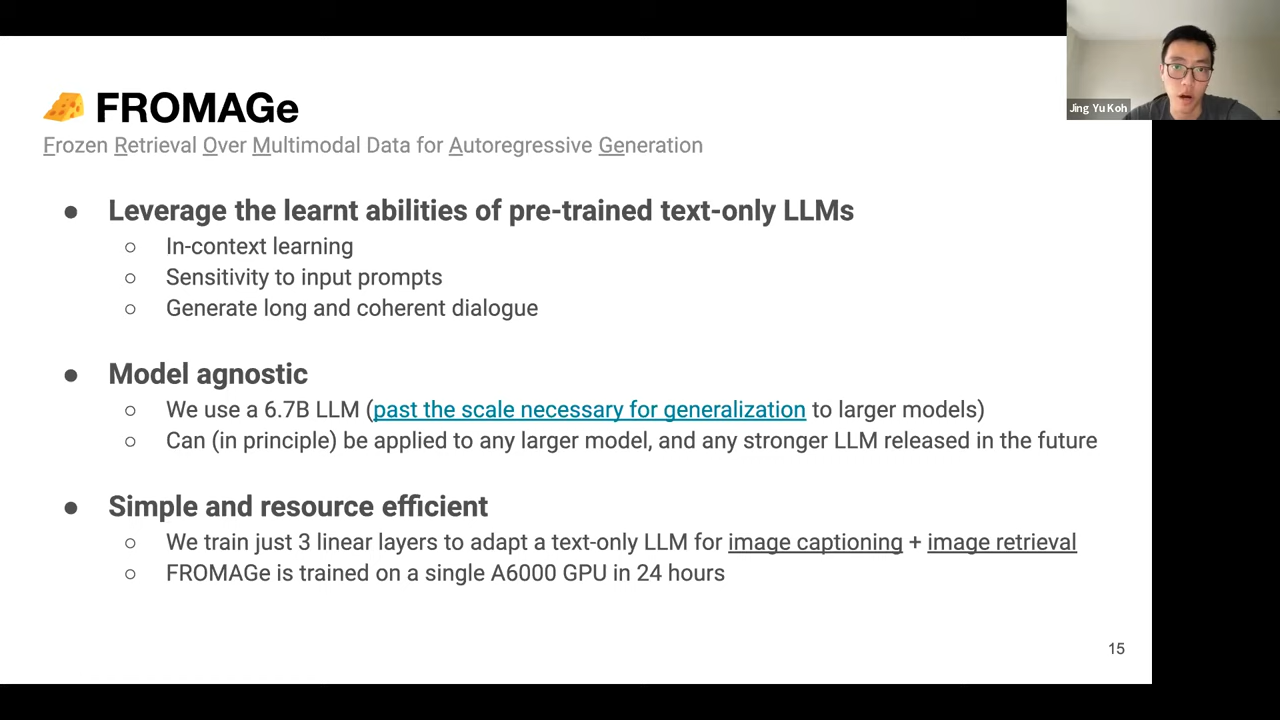 FROMAGe
Frozen Retrieval Over Multimodal Data for Autoregressive Generation
Jing Yu Koh
● Leverage the learnt abilities of pre-trained text-only LLMs
○ In-context learning
○ Sensitivity to input prompts
○ Generate long and coherent dialogue
● Model agnostic
○ We use a 6.7B LLM (past the scale necessary for generalization to larger models)
○ Can (in principle) be applied to any larger model, and any stronger LLM released in the future
● Simple and resource efficient
○ We train just 3 linear layers to adapt a text-only LLM for image captioning + image retrieval
○ FROMAGe is trained on a single A6000 GPU in 24 hours
15